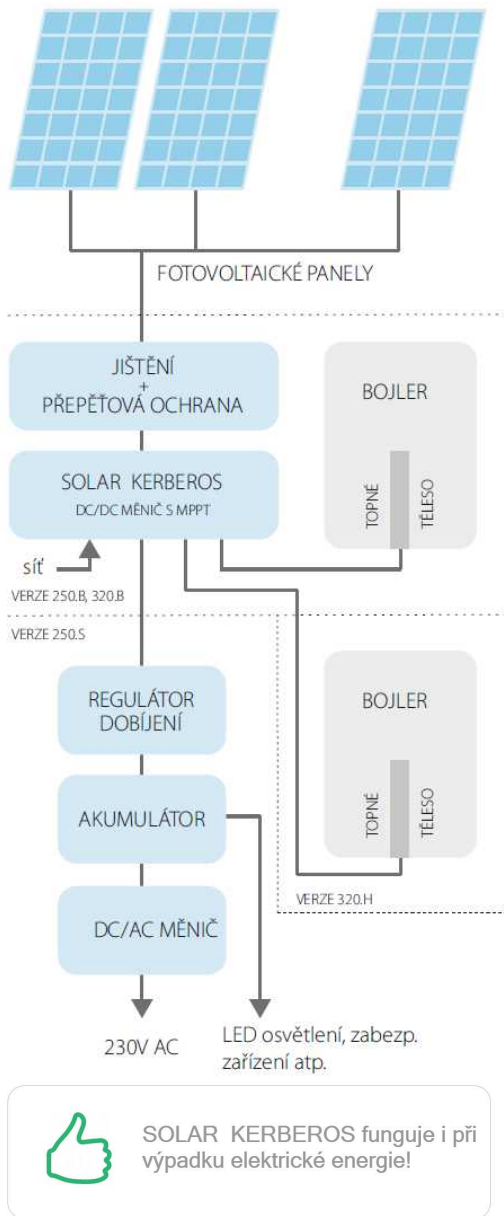 FOTOVOLTAICKÉ PANELY
JIŠTĚNÍ
+
PŘEPĚŤOVÁ OCHRANA
BOJLER
TOPNÉ
TĚLESO
SOLAR KERBEROS
DC/DC MĚNIČ S MPPT
síť
VERZE 250.B, 320.B
VERZE 250.S
REGULÁTOR
DOBÍJENÍ
BOJLER
TOPNÉ
TĚLESO
AKUMULÁTOR
VERZE 320.H
DC/AC MĚNIČ
230V AC
LED osvětlení, zabezp.
zařízení atp.
SOLAR KERBEROS funguje i při
výpadku elektrické energie!